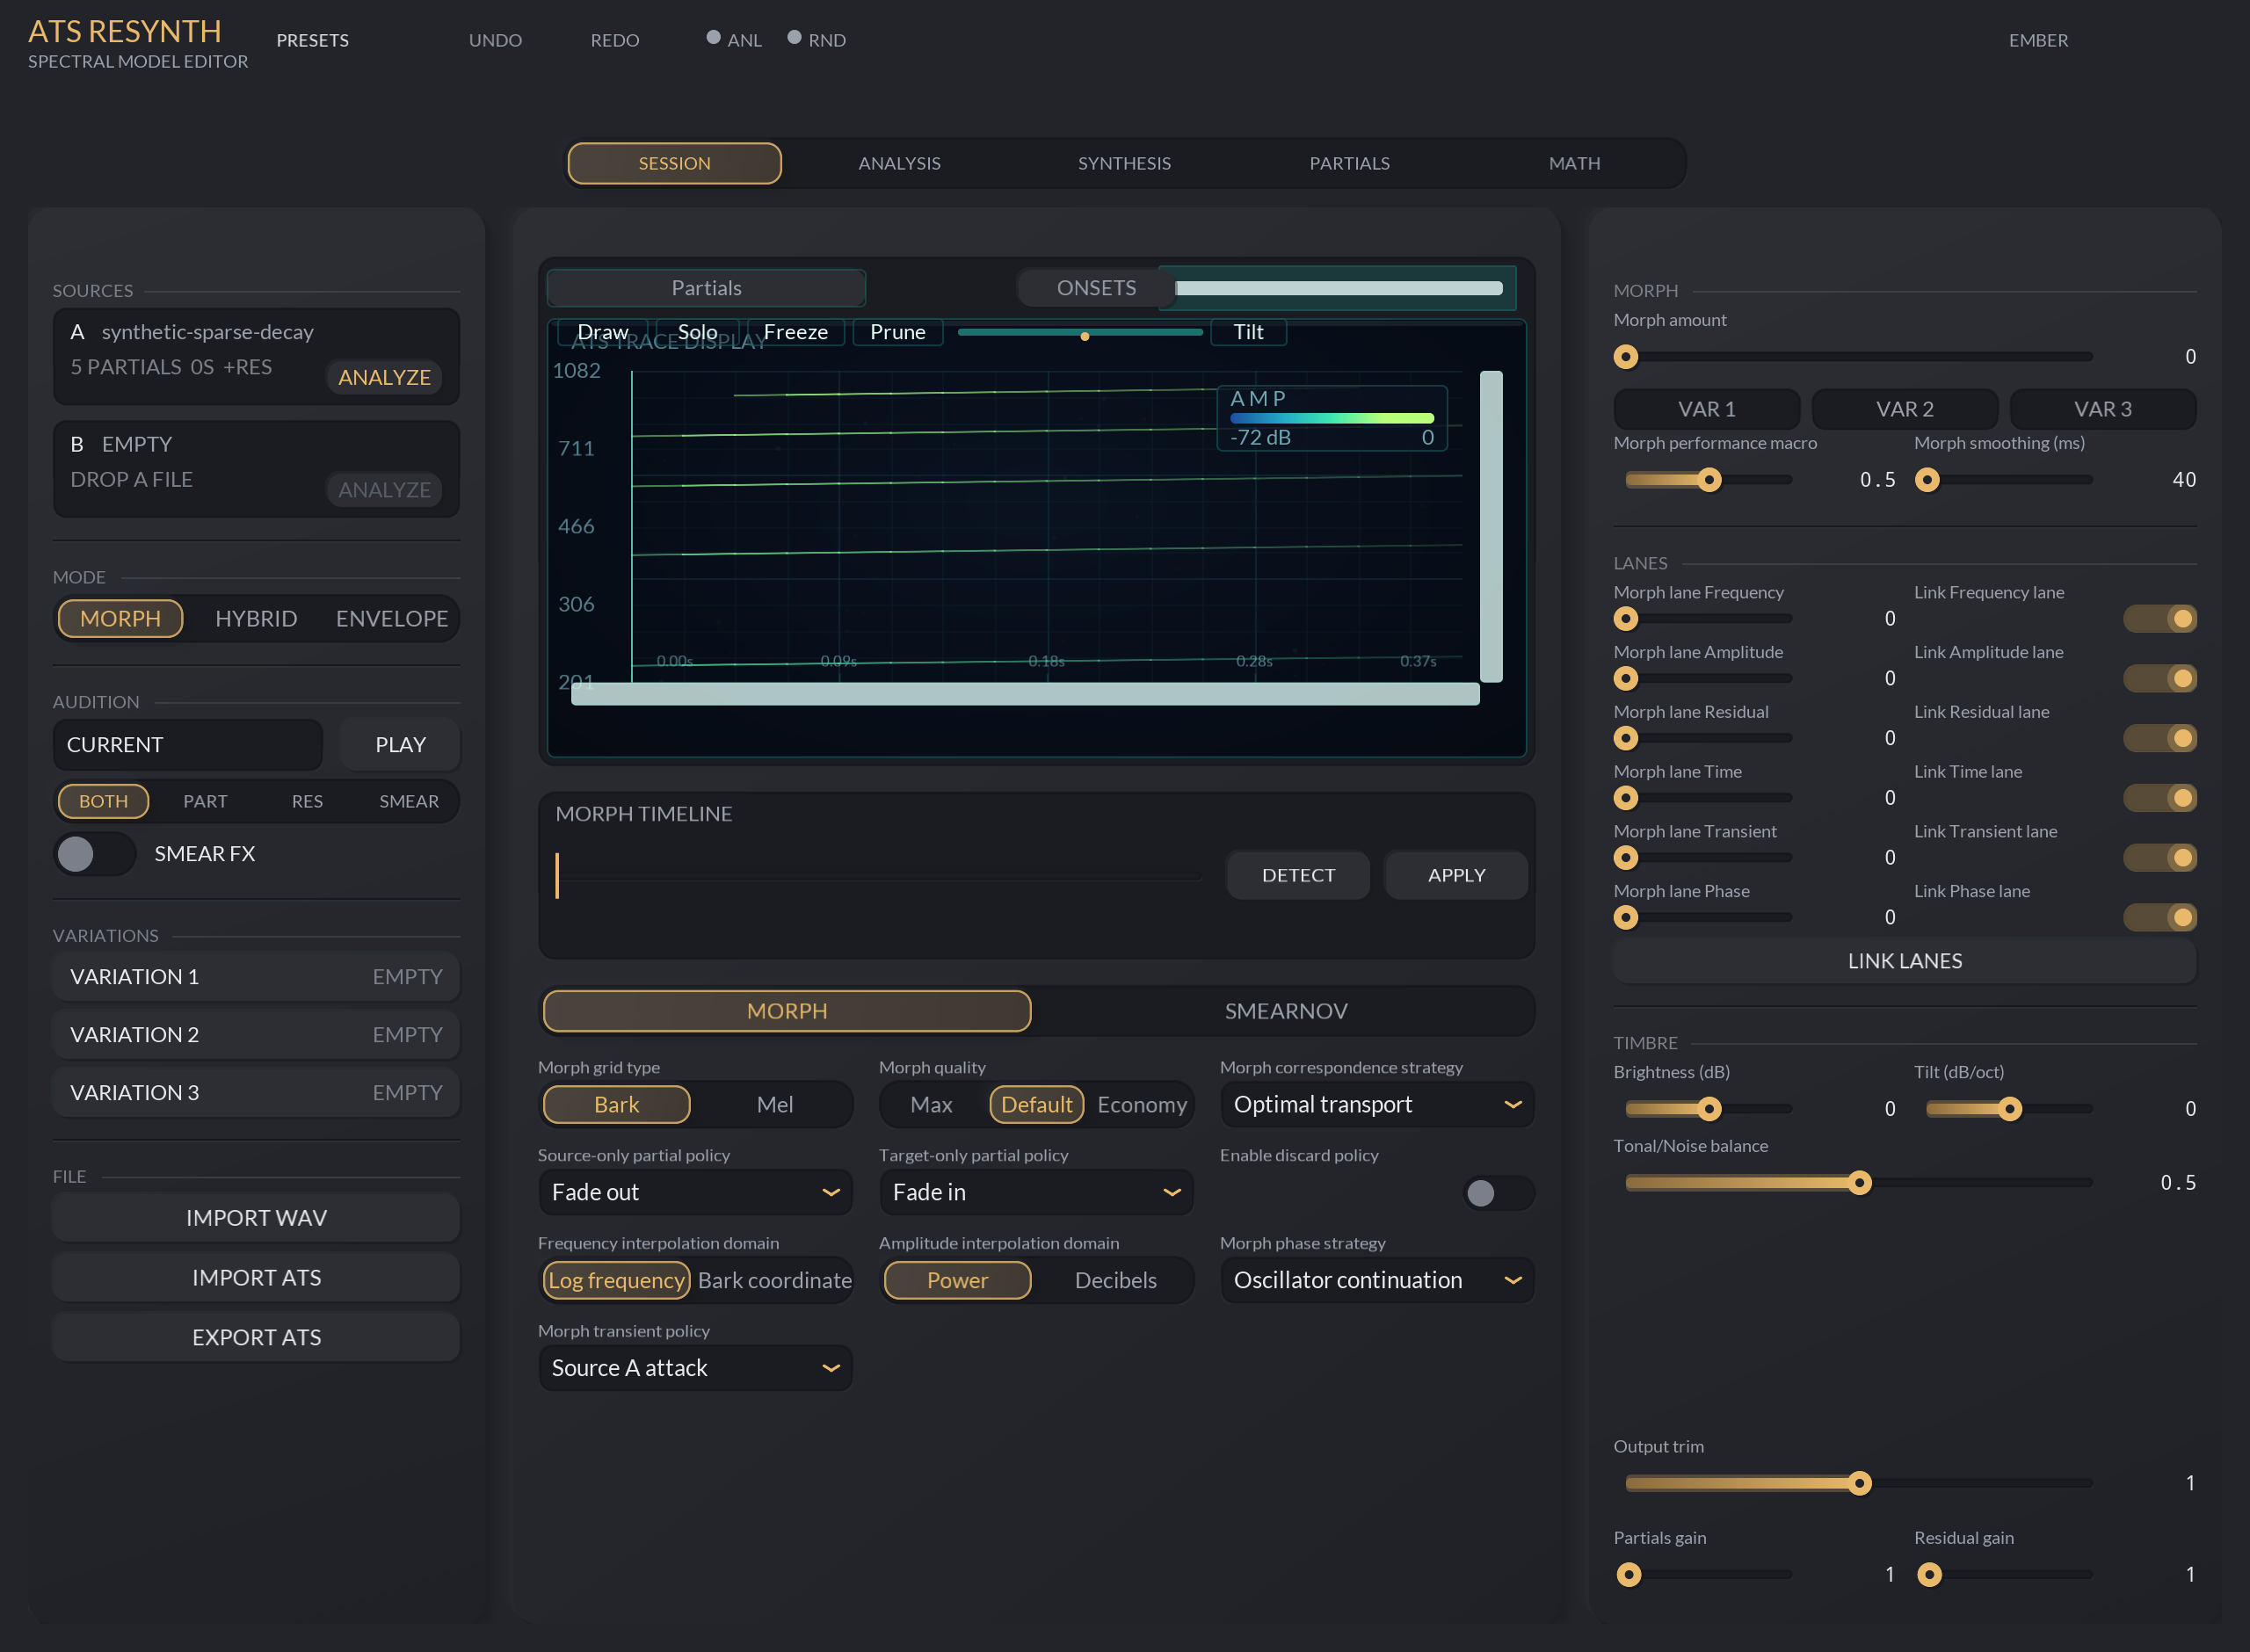 ATS RESYNTH
SPECTRAL MODEL EDITOR
PRESETS
UNDO
REDO
ANL
RND
EMBER
SESSION
ANALYSIS
SYNTHESIS
PARTIALS
MATH
SOURCES
A synthetic-sparse-decay
5 PARTIALS 0S +RES
ANALYZE
B EMPTY
DROP A FILE
ANALYZE
MODE
MORPH
HYBRID
ENVELOPE
AUDITION
CURRENT
PLAY
BOTH
PART
RES
SMEAR
SMEAR FX
VARIATIONS
VARIATION 1 EMPTY
VARIATION 2 EMPTY
VARIATION 3 EMPTY
FILE
IMPORT WAV
IMPORT ATS
EXPORT ATS
Partials
ONSETS
Draw
Solo
Freeze
Prune
Tilt
ATS TRACE DISPLAY
1082
711
466
306
201
AMP
-72 dB 0
0.00s
0.09s
0.18s
0.28s
0.37s
MORPH TIMELINE
DETECT
APPLY
MORPH
SMEARNOV
Morph grid type
Bark
Mel
Morph quality
Max
Default
Economy
Morph correspondence strategy
Optimal transport
Source-only partial policy
Fade out
Target-only partial policy
Fade in
Enable discard policy
Frequency interpolation domain
Log frequency
Bark coordinate
Amplitude interpolation domain
Power
Decibels
Morph phase strategy
Oscillator continuation
Morph transient policy
Source A attack
MORPH
Morph amount
0
VAR 1
VAR 2
VAR 3
Morph performance macro
0.5
Morph smoothing (ms)
40
LANES
Morph lane Frequency
0
Link Frequency lane
Morph lane Amplitude
0
Link Amplitude lane
Morph lane Residual
0
Link Residual lane
Morph lane Time
0
Link Time lane
Morph lane Transient
0
Link Transient lane
Morph lane Phase
0
Link Phase lane
LINK LANES
TIMBRE
Brightness (dB)
0
Tilt (dB/oct)
0
Tonal/Noise balance
0.5
Output trim
1
Partials gain
1
Residual gain
1